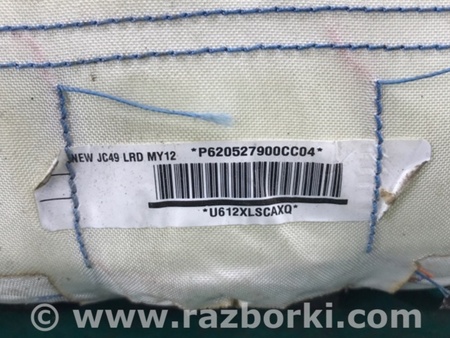 NEW JC49 LRD MY12 *P620527900CC04*
*U612XLSCAXQ*
© www.razborki.com